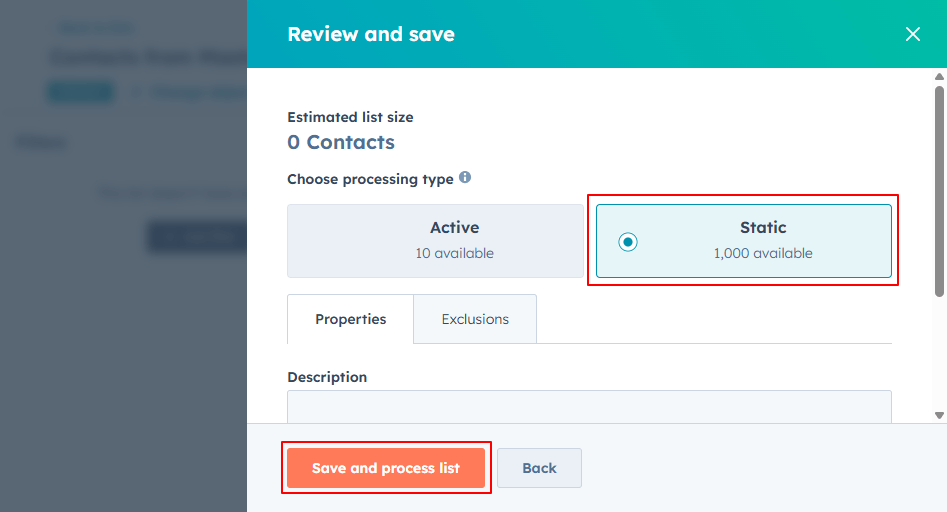 Review and save
Estimated list size
0 Contacts
Choose processing type
Active
10 available
Static
1,000 available
Properties
Exclusions
Description
Save and process list
Back